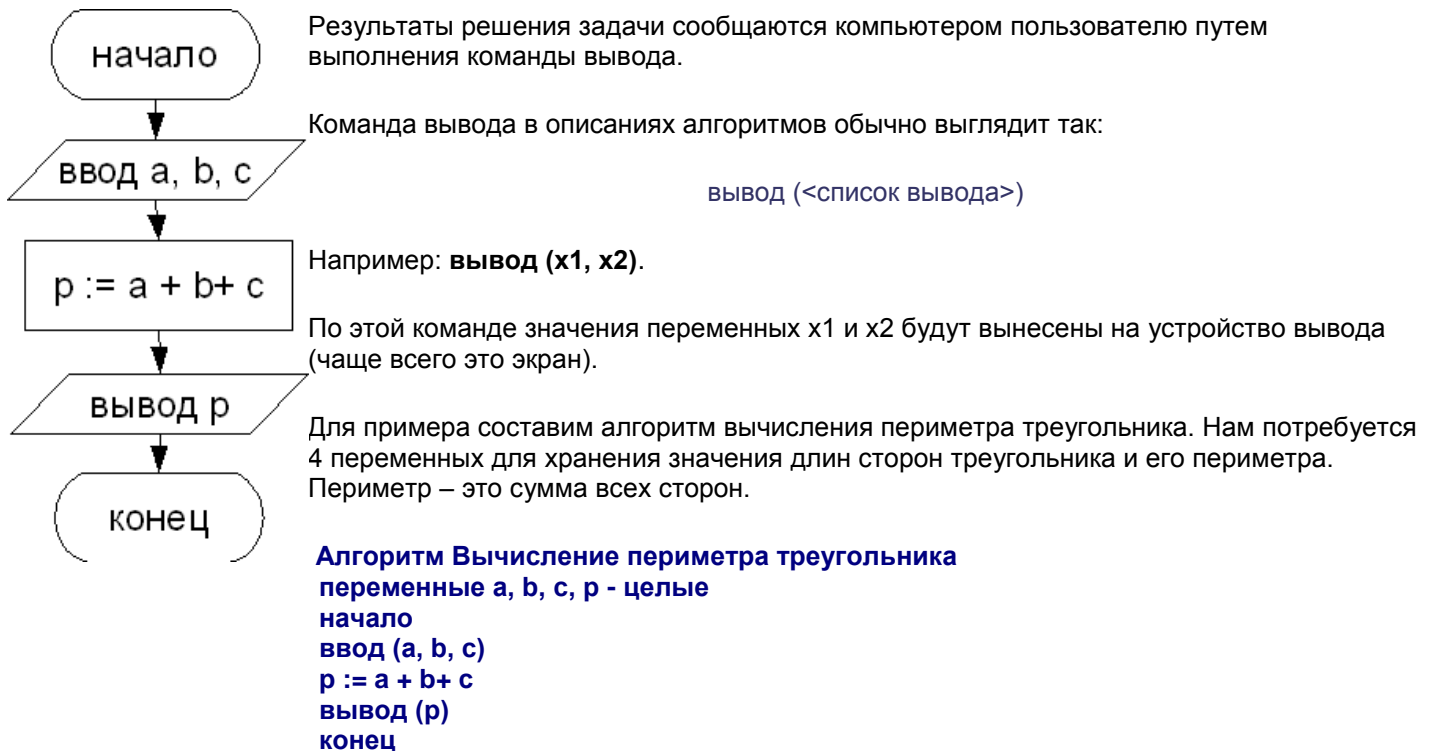 начало
ввод a, b, c
p := a + b+ c
вывод p
конец
Результаты решения задачи сообщаются компьютером пользователю путем
выполнения команды вывода.
Команда вывода в описаниях алгоритмов обычно выглядит так:
вывод (<список вывода>)
Например: вывод (x1, x2).
По этой команде значения переменных x1 и x2 будут вынесены на устройство вывода
(чаще всего это экран).
Для примера составим алгоритм вычисления периметра треугольника. Нам потребуется
4 переменных для хранения значения длин сторон треугольника и его периметра.
Периметр – это сумма всех сторон.
Алгоритм Вычисление периметра треугольника
переменные a, b, c, p - целые
начало
ввод (a, b, c)
p := a + b+ c
вывод (p)
конец